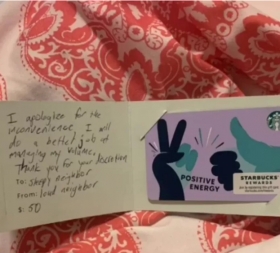 I apologize for the
inconvenience. I will
do a better job at
managing my volume.
Thank you for your
to: sleepy neighbor
from: loud neighbor
$: 50
POSITIVE
ENERGY
STARBUCKS
REWARDS